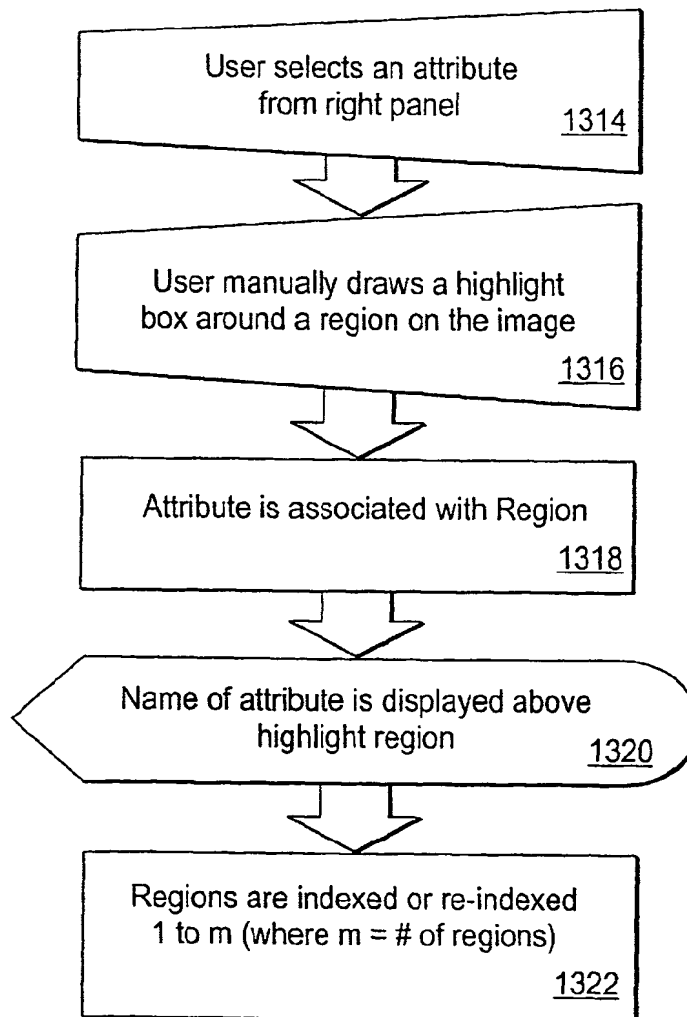 User selects an attribute
from right panel
1314
User manually draws a highlight
box around a region on the image
1316
Attribute is associated with Region
1318
Name of attribute is displayed above
highlight region
1320
Regions are indexed or re-indexed
1 to m (where m = # of regions)
1322